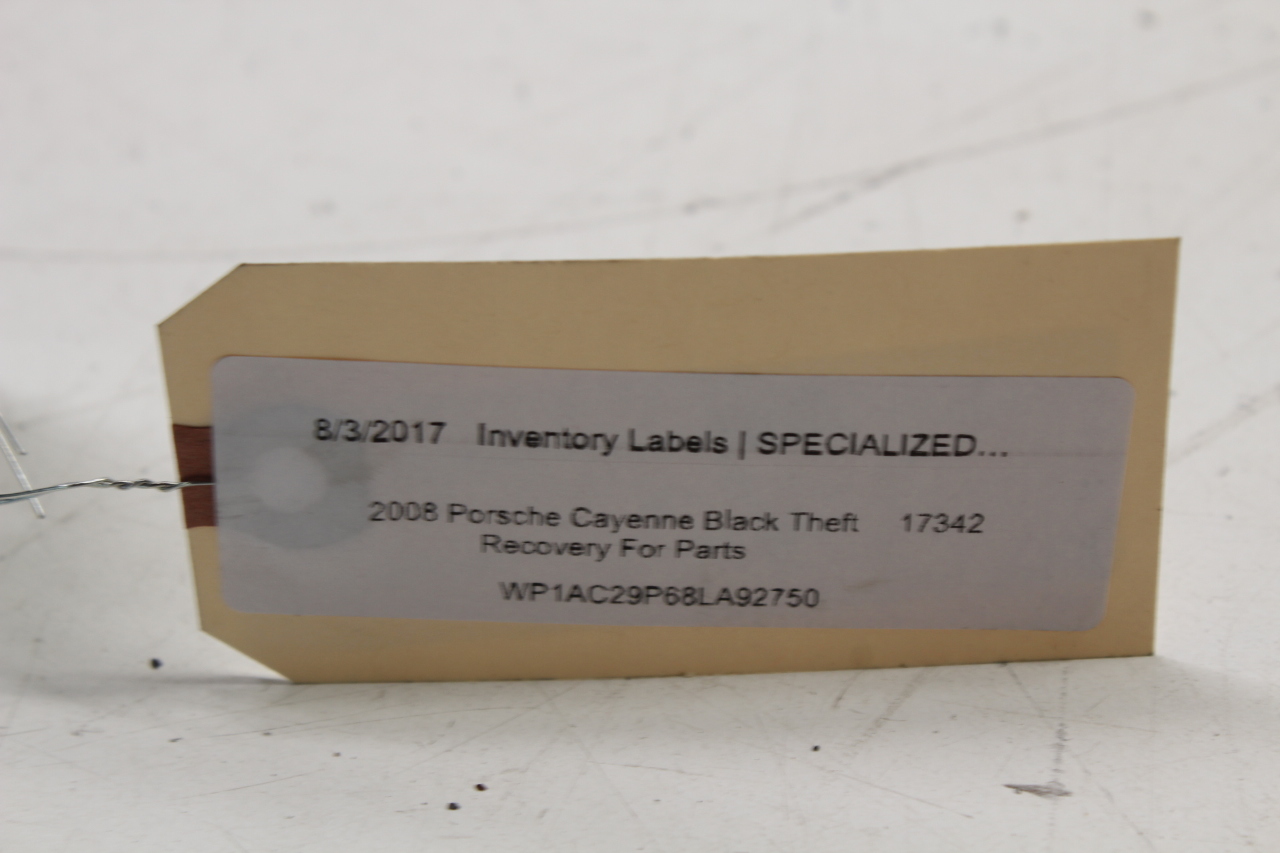 8/3/2017 Inventory Labels | SPECIALIZED...
2008 Porsche Cayenne Black Theft 17342
Recovery For Parts
WP1AC29P68LA92750